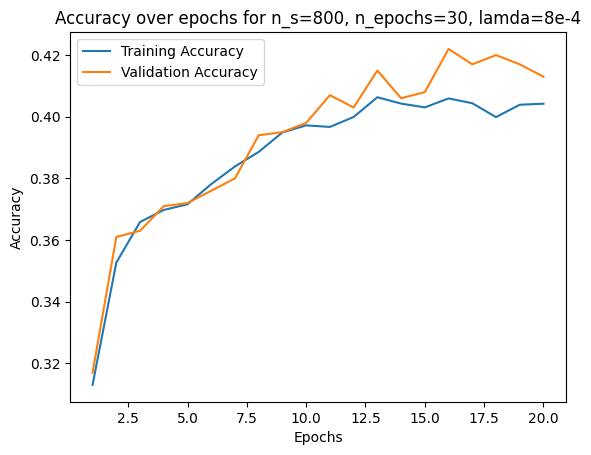 Accuracy over epochs for n_s=800, n_epochs=30, lamda=8e-4
Training Accuracy
Validation Accuracy
0.42
0.40
0.38
0.36
0.34
0.32
Accuracy
2.5 5.0 7.5 10.0 12.5 15.0 17.5 20.0
Epochs